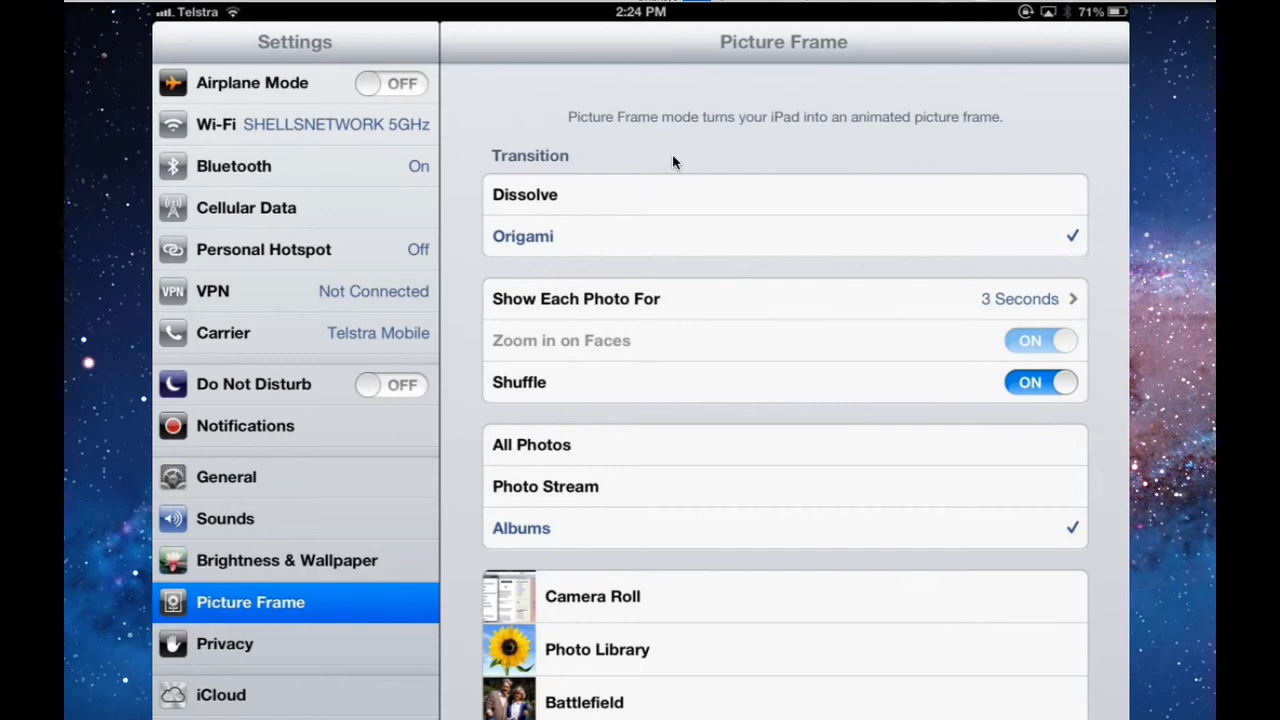 Telstra
2:24 PM
71%
Settings
Airplane Mode OFF
Wi-Fi SHELLSNETWORK 5GHz
Bluetooth On
Cellular Data
Personal Hotspot Off
VPN VPN Not Connected
Carrier Telstra Mobile
Do Not Disturb OFF
Notifications
General
Sounds
Brightness & Wallpaper
Picture Frame
Privacy
iCloud
Picture Frame
Picture Frame mode turns your iPad into an animated picture frame.
Transition
Dissolve
Origami
Show Each Photo For 3 Seconds
Zoom in on Faces ON
Shuffle ON
All Photos
Photo Stream
Albums
Camera Roll
Photo Library
Battlefield